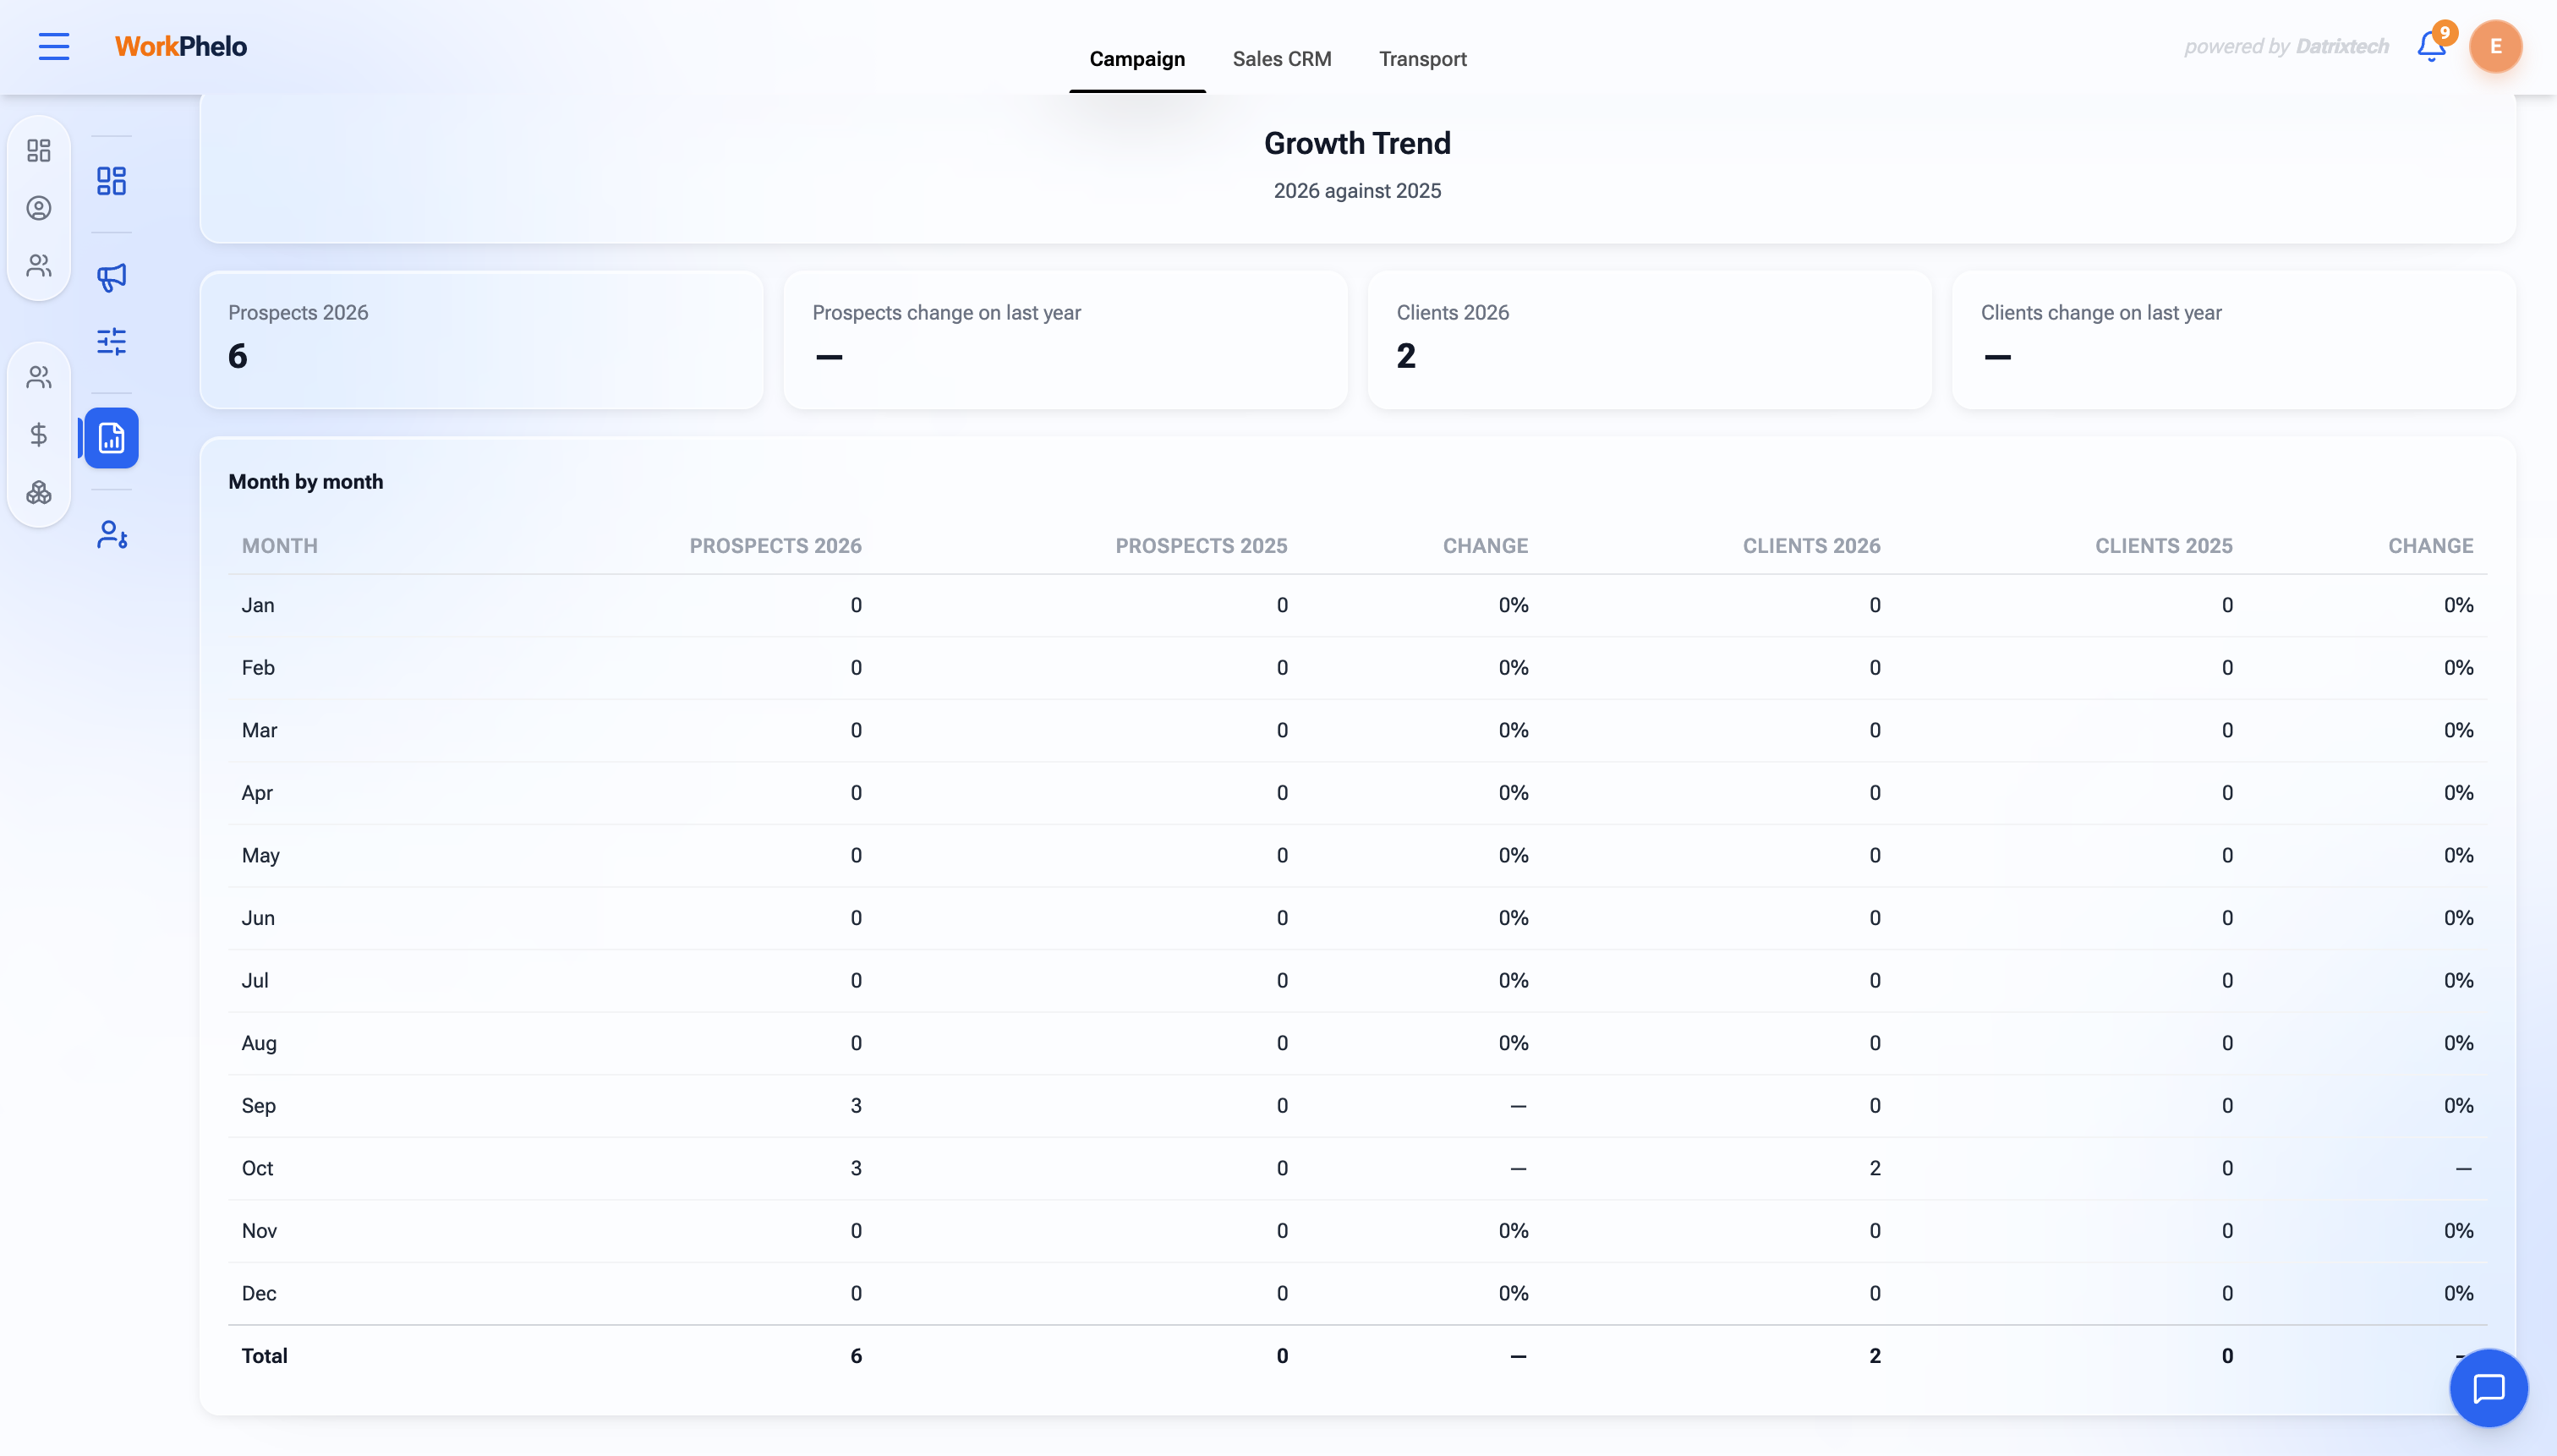 WorkPhelo
Campaign Sales CRM Transport
powered by Datrixtech
9
E
Growth Trend
2026 against 2025
Prospects 2026
6
Prospects change on last year
—
Clients 2026
2
Clients change on last year
—
Month by month
MONTH PROSPECTS 2026 PROSPECTS 2025 CHANGE CLIENTS 2026 CLIENTS 2025 CHANGE
Jan 0 0 0% 0 0 0%
Feb 0 0 0% 0 0 0%
Mar 0 0 0% 0 0 0%
Apr 0 0 0% 0 0 0%
May 0 0 0% 0 0 0%
Jun 0 0 0% 0 0 0%
Jul 0 0 0% 0 0 0%
Aug 0 0 0% 0 0 0%
Sep 3 0 — 0 0 0%
Oct 3 0 — 2 0 —
Nov 0 0 0% 0 0 0%
Dec 0 0 0% 0 0 0%
Total 6 0 — 2 0 —